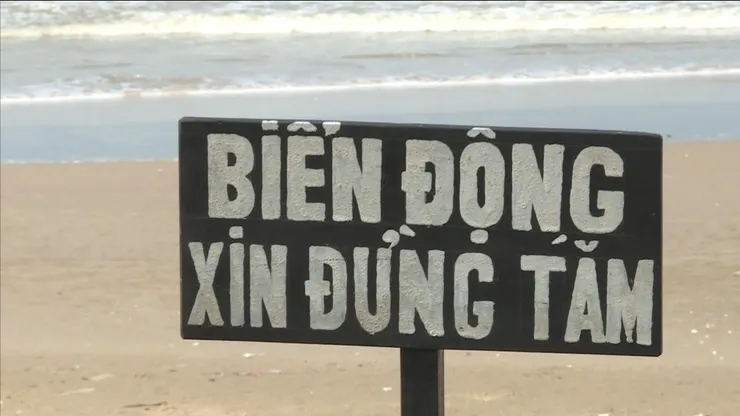 BIỂN ĐỘNG
XIN ĐỪNG TẮM